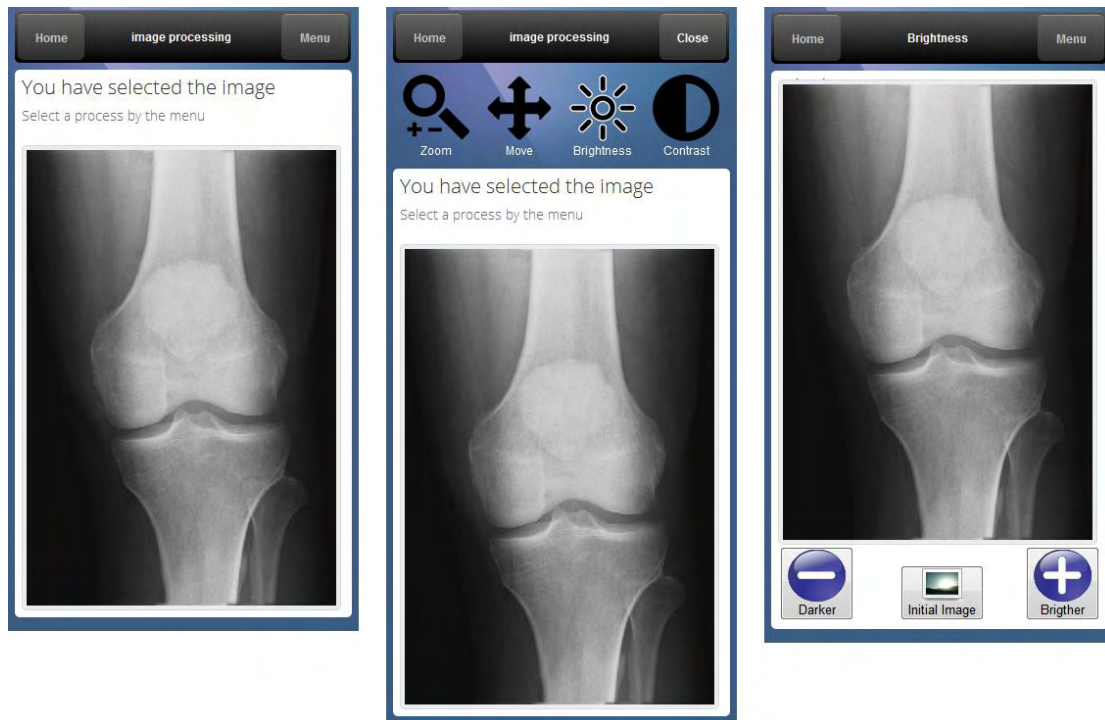 Home image processing Menu
You have selected the image
Select a process by the menu
Home image processing Close
Zoom Move Brightness Contrast
You have selected the image
Select a process by the menu
Home Brightness Menu
Darker Initial Image Brigther